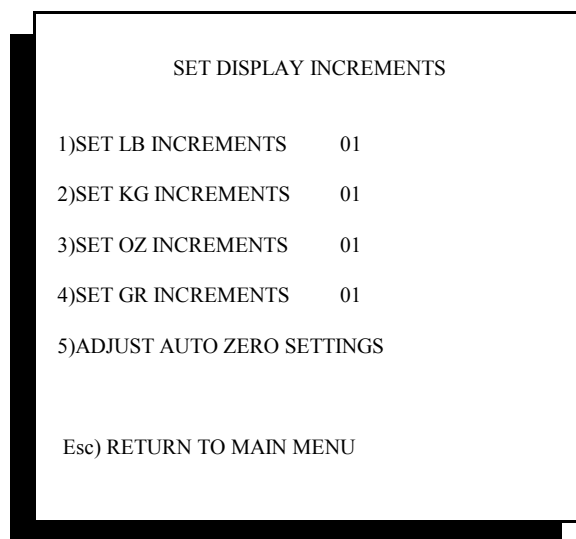 SET DISPLAY INCREMENTS
1)SET LB INCREMENTS 01
2)SET KG INCREMENTS 01
3)SET OZ INCREMENTS 01
4)SET GR INCREMENTS 01
5)ADJUST AUTO ZERO SETTINGS
Esc) RETURN TO MAIN MENU